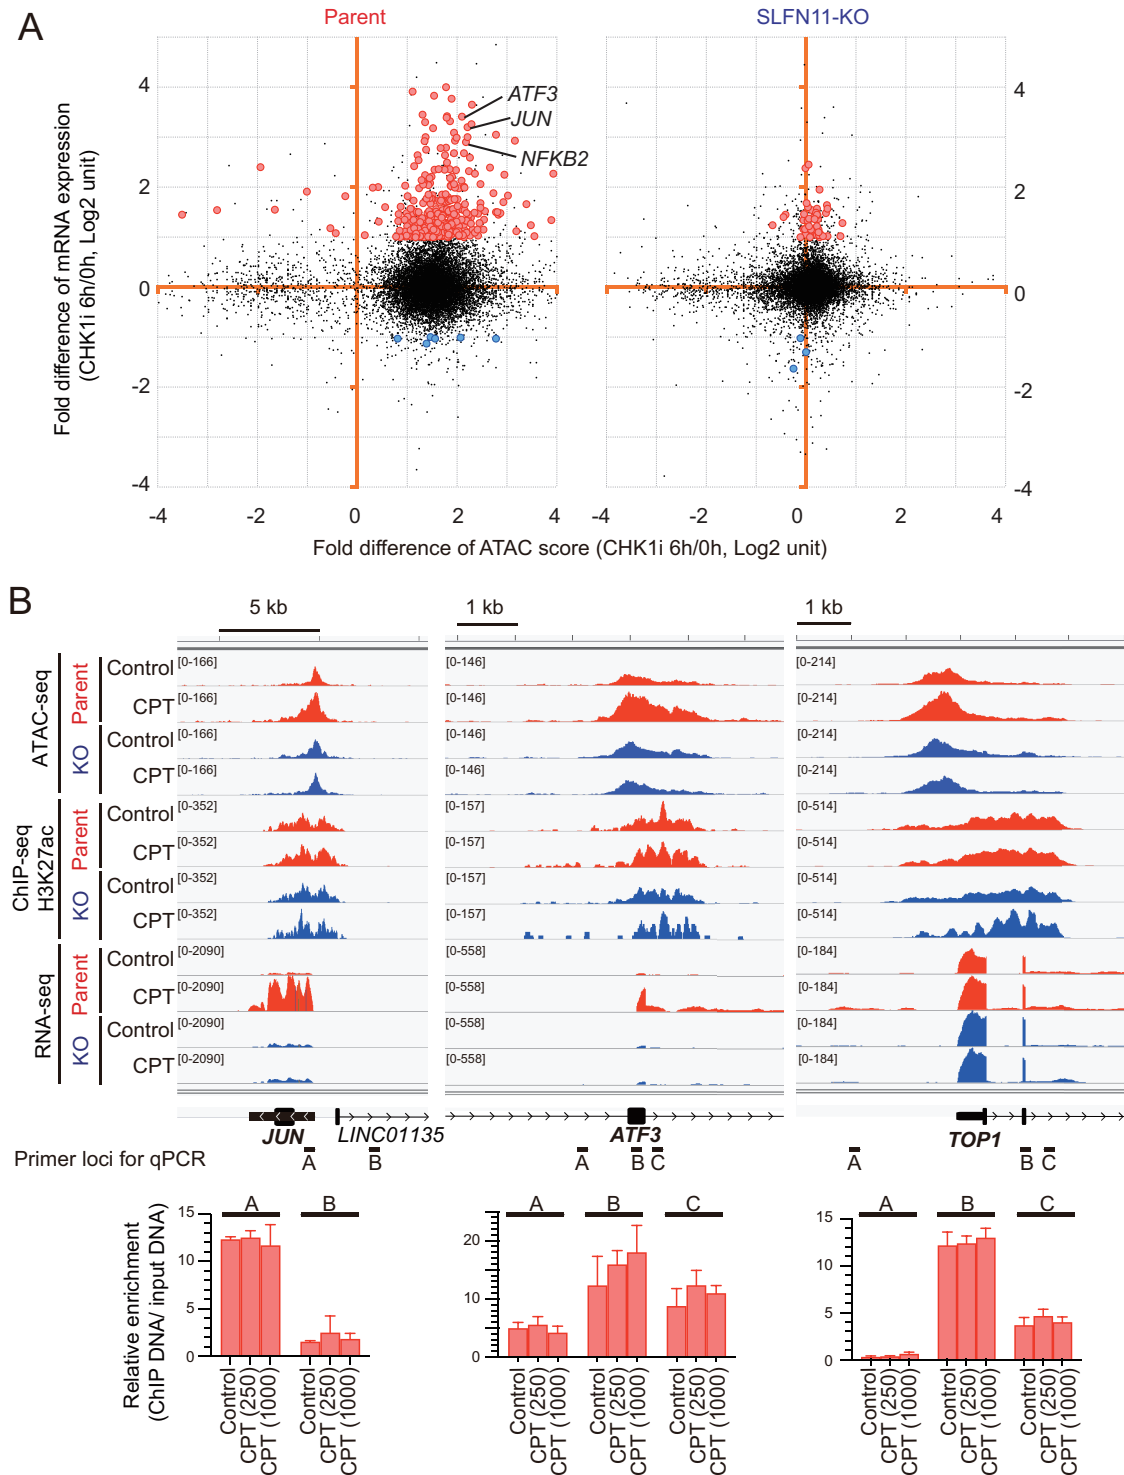 A
Parent
SLFN11-KO
Fold difference of mRNA expression
(CHK1i 6h/0h, Log2 unit)
4
2
0
-2
-4
ATF3
JUN
NFKB2
4
2
0
-2
-4
-4 -2 0 2 4
-4 -2 0 2 4
Fold difference of ATAC score (CHK1i 6h/0h, Log2 unit)
B
5 kb
1 kb
1 kb
ATAC-seq
Parent
Control [0-166] [0-146] [0-214]
CPT [0-166] [0-146] [0-214]
KO
Control [0-166] [0-146] [0-214]
CPT [0-166] [0-146] [0-214]
ChIP-seq
H3K27ac
Parent
Control [0-352] [0-157] [0-514]
CPT [0-352] [0-157] [0-514]
KO
Control [0-352] [0-157] [0-514]
CPT [0-352] [0-157] [0-514]
RNA-seq
Parent
Control [0-2090] [0-558] [0-184]
CPT [0-2090] [0-558] [0-184]
KO
Control [0-2090] [0-558] [0-184]
CPT [0-2090] [0-558] [0-184]
JUN LINC01135 ATF3 TOP1
Primer loci for qPCR A B A B C A B C
Relative enrichment
(ChIP DNA/ input DNA)
A B
15
10
5
0
Control
CPT (250)
CPT (1000)
Control
CPT (250)
CPT (1000)
A B C
20
10
0
Control
CPT (250)
CPT (1000)
Control
CPT (250)
CPT (1000)
Control
CPT (250)
CPT (1000)
A B C
15
10
5
0
Control
CPT (250)
CPT (1000)
Control
CPT (250)
CPT (1000)
Control
CPT (250)
CPT (1000)